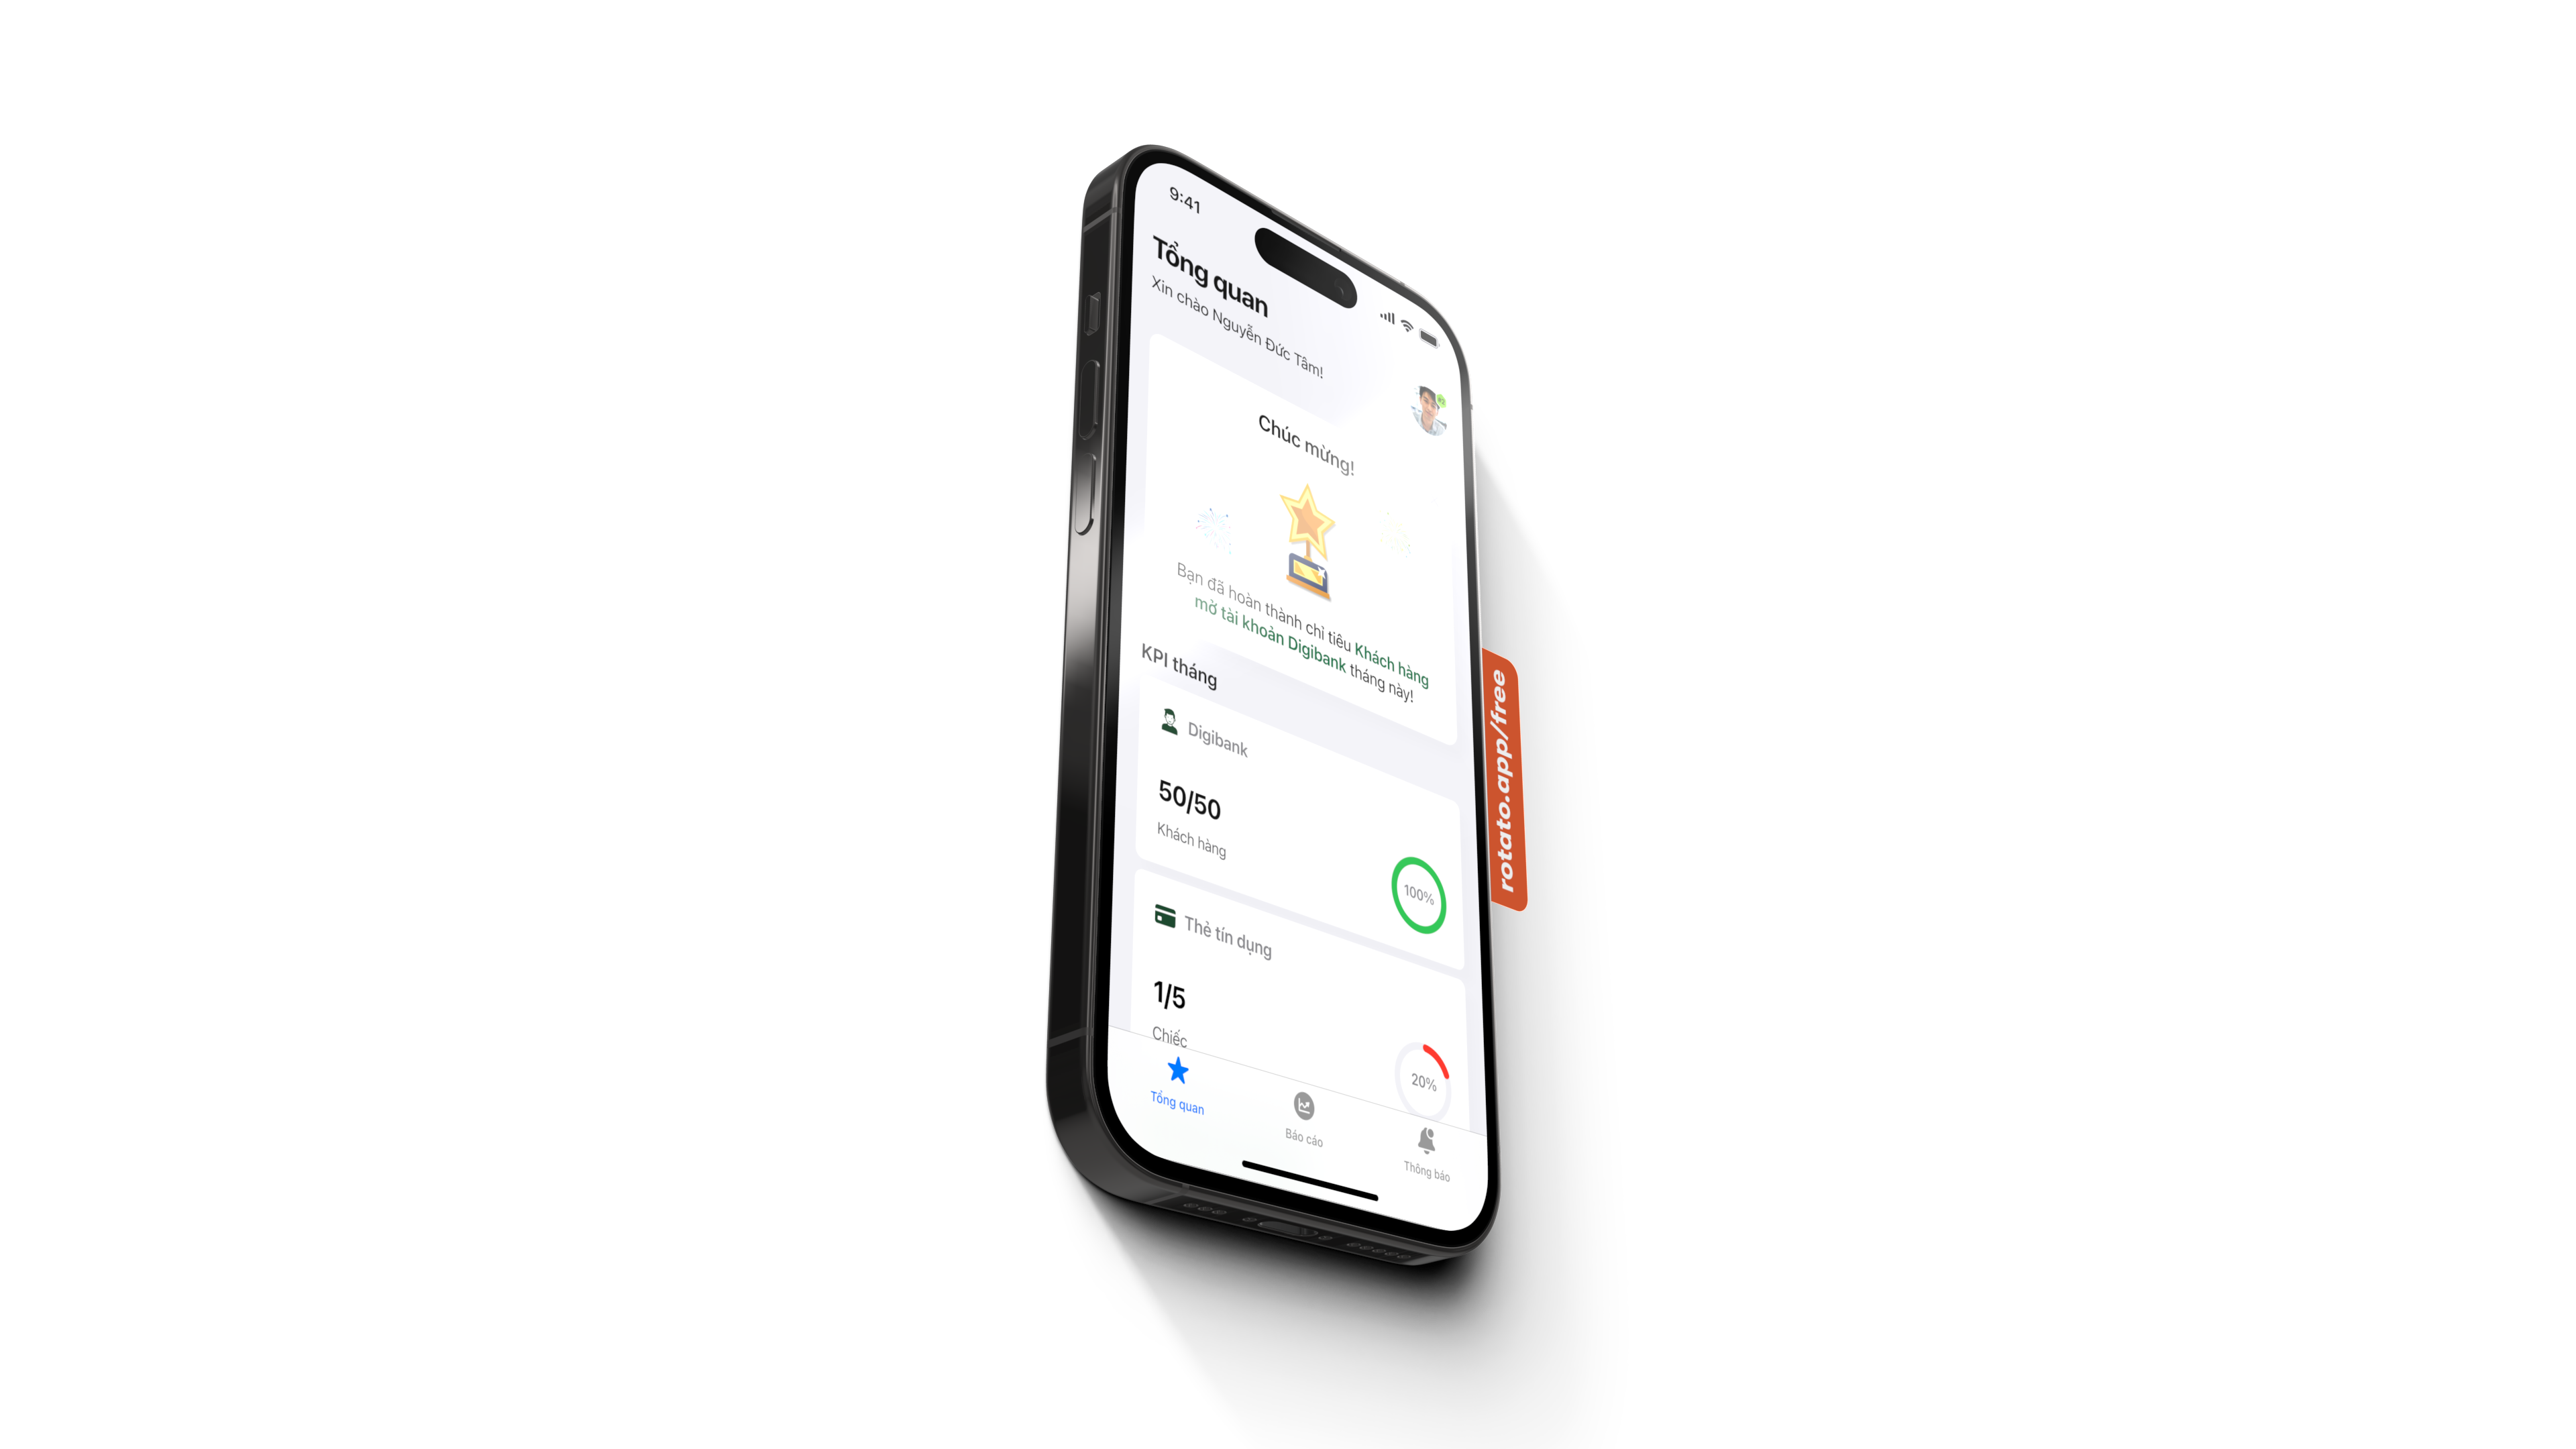 9:41
Tổng quan
Xin chào Nguyễn Đức Tâm!
Chúc mừng!
Bạn đã hoàn thành chỉ tiêu Khách hàng
mở tài khoản Digibank tháng này!
KPI tháng
Digibank
50/50
Khách hàng
100%
Thẻ tín dụng
1/5
Chiếc
20%
Tổng quan
Báo cáo
Thông báo
rotato.app/free